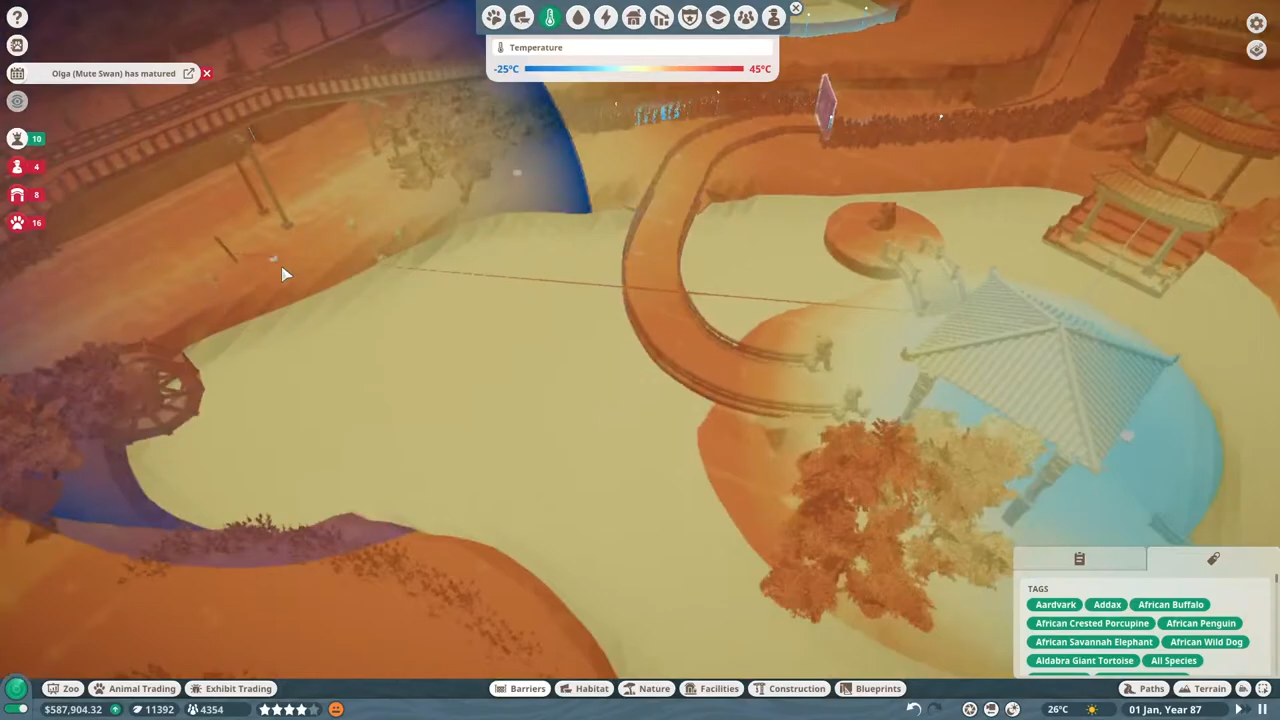 Temperature
-25°C 45°C
Olga (Mute Swan) has matured
10
4
8
16
TAGS
Aardvark Addax African Buffalo
African Crested Porcupine African Penguin
African Savannah Elephant African Wild Dog
Aldabra Giant Tortoise All Species
Zoo Animal Trading Exhibit Trading Barriers Habitat Nature Facilities Construction Blueprints Paths Terrain
$587,904.32 11392 4354 26°C 01 Jan, Year 87